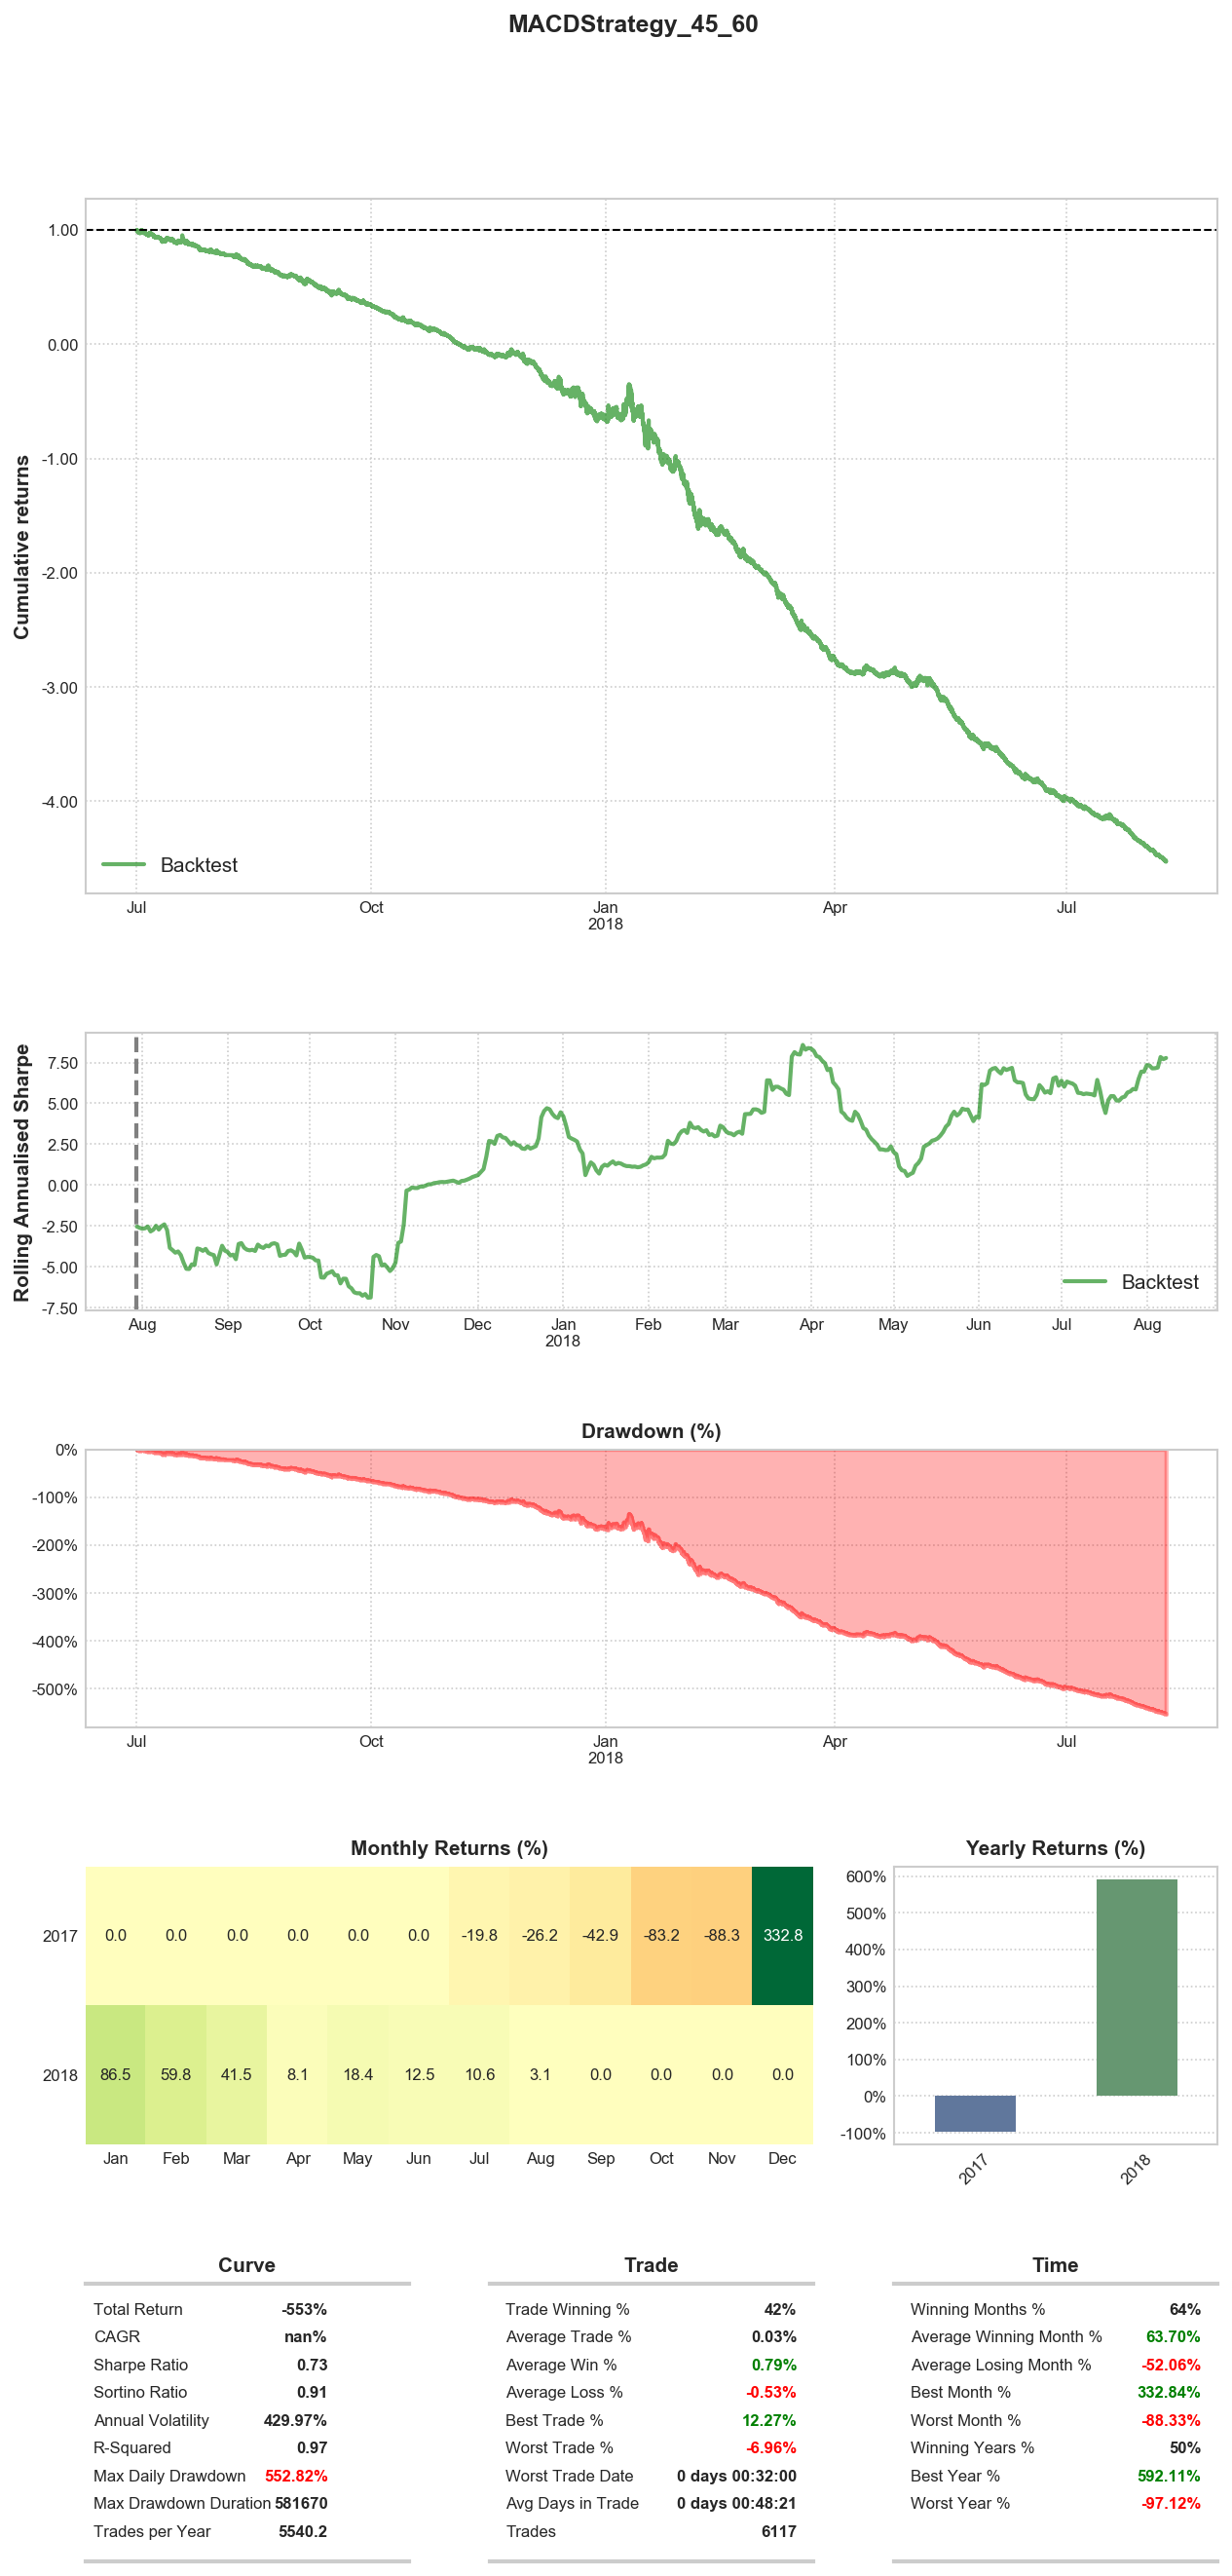 MACDStrategy_45_60
Cumulative returns
1.00
0.00
-1.00
-2.00
-3.00
-4.00
Backtest
Jul Oct Jan Apr Jul
2018
Rolling Annualised Sharpe
7.50
5.00
2.50
0.00
-2.50
-5.00
-7.50
Backtest
Aug Sep Oct Nov Dec Jan Feb Mar Apr May Jun Jul Aug
2018
Drawdown (%)
0%
-100%
-200%
-300%
-400%
-500%
Jul Oct Jan Apr Jul
2018
Monthly Returns (%)
2017 0.0 0.0 0.0 0.0 0.0 0.0 -19.8 -26.2 -42.9 -83.2 -88.3 332.8
2018 86.5 59.8 41.5 8.1 18.4 12.5 10.6 3.1 0.0 0.0 0.0 0.0
Jan Feb Mar Apr May Jun Jul Aug Sep Oct Nov Dec
Yearly Returns (%)
600%
500%
400%
300%
200%
100%
0%
-100%
2017 2018
Curve
Total Return -553%
CAGR nan%
Sharpe Ratio 0.73
Sortino Ratio 0.91
Annual Volatility 429.97%
R-Squared 0.97
Max Daily Drawdown 552.82%
Max Drawdown Duration 581670
Trades per Year 5540.2
Trade
Trade Winning % 42%
Average Trade % 0.03%
Average Win % 0.79%
Average Loss % -0.53%
Best Trade % 12.27%
Worst Trade % -6.96%
Worst Trade Date 0 days 00:32:00
Avg Days in Trade 0 days 00:48:21
Trades 6117
Time
Winning Months % 64%
Average Winning Month % 63.70%
Average Losing Month % -52.06%
Best Month % 332.84%
Worst Month % -88.33%
Winning Years % 50%
Best Year % 592.11%
Worst Year % -97.12%